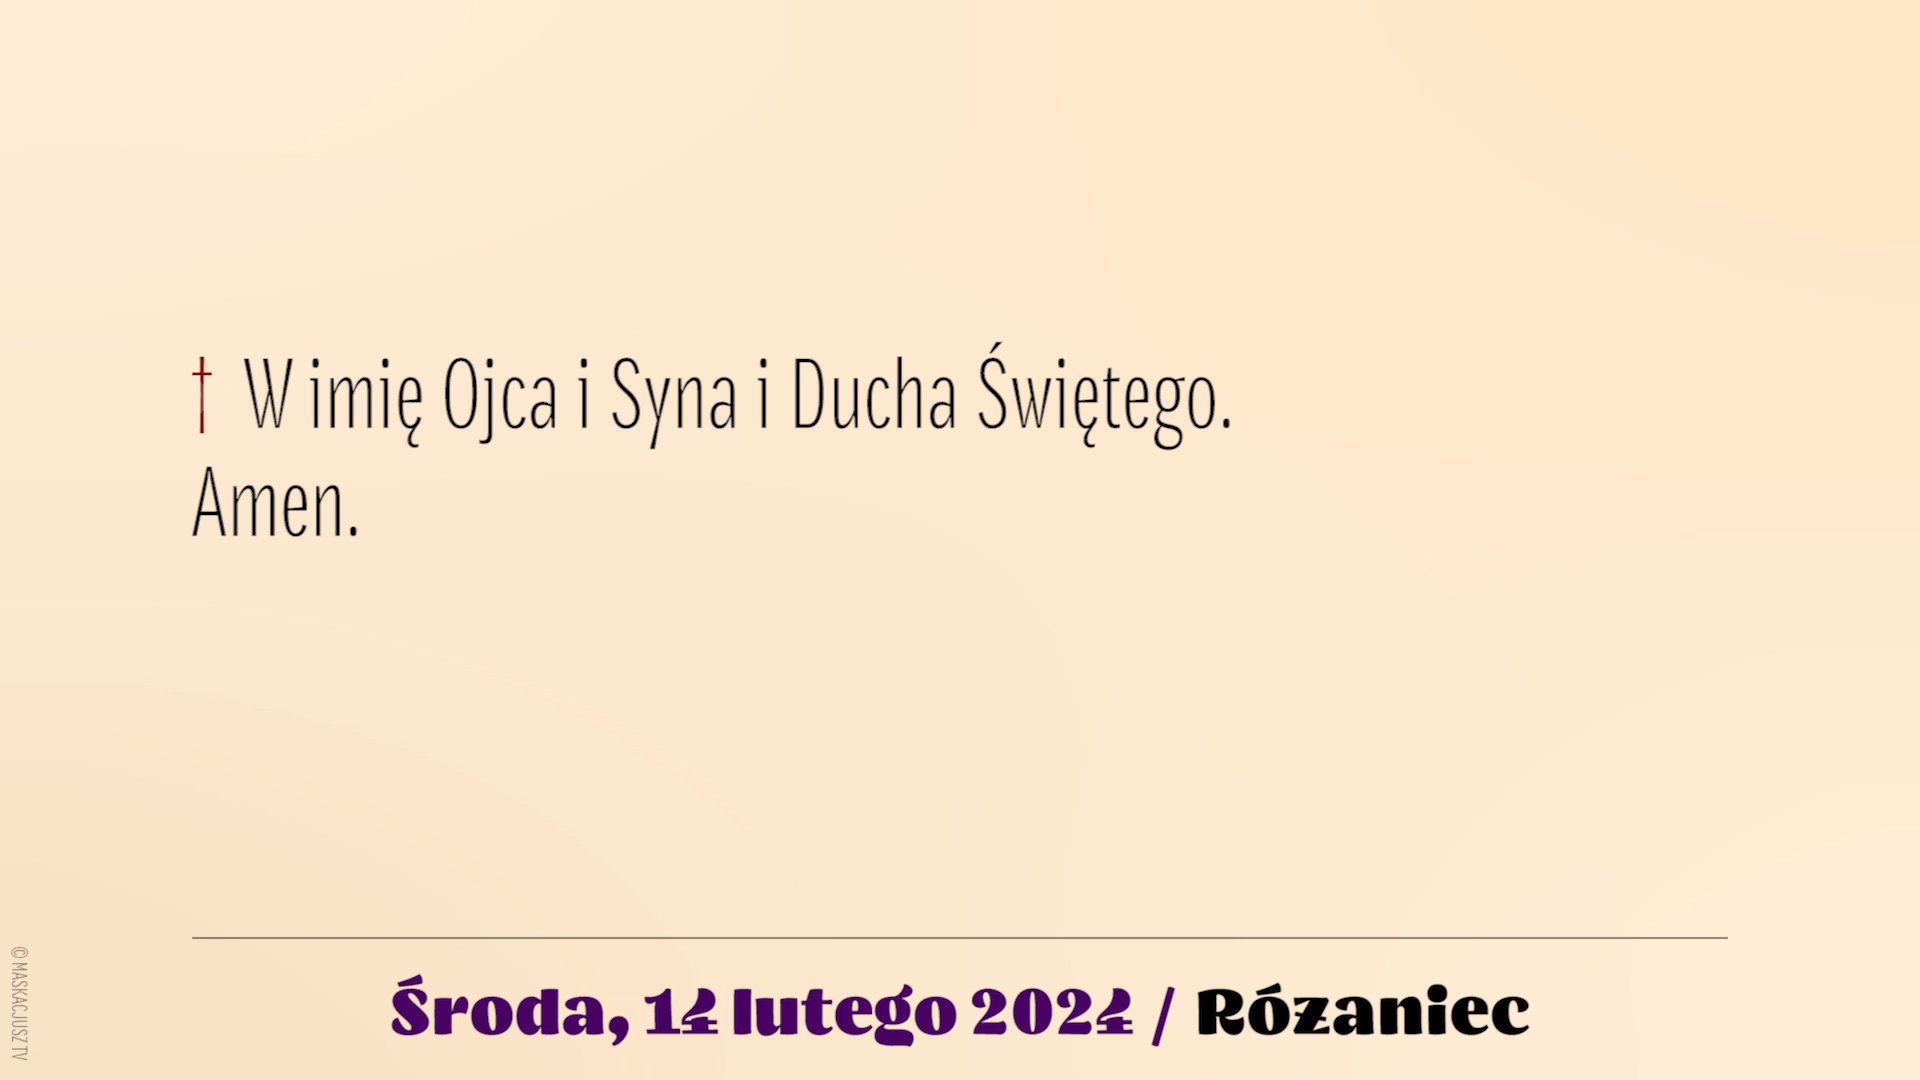 † W imię Ojca i Syna i Ducha Świętego.
Amen.
Środa, 14 lutego 2024 / Różaniec
© MASKACJUSZ TV